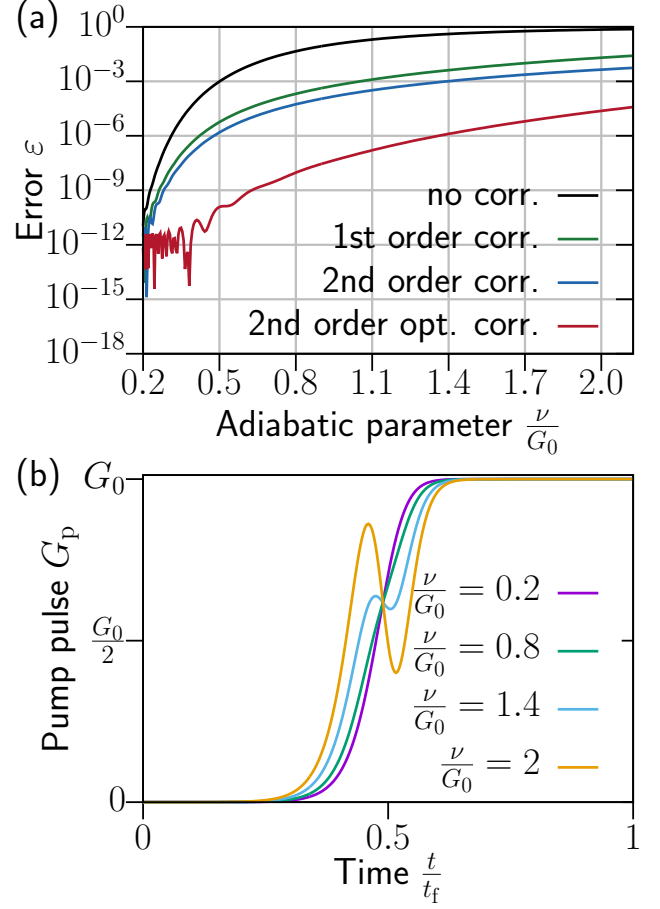 (a)
10⁰
10⁻³
10⁻⁶
10⁻⁹
10⁻¹²
10⁻¹⁵
10⁻¹⁸
Error ε
no corr.
1st order corr.
2nd order corr.
2nd order opt. corr.
0.2 0.5 0.8 1.1 1.4 1.7 2.0
Adiabatic parameter ν/G₀
(b)
G₀
G₀/2
0
Pump pulse Gₚ
ν/G₀ = 0.2
ν/G₀ = 0.8
ν/G₀ = 1.4
ν/G₀ = 2
0 0.5 1
Time t/t_f